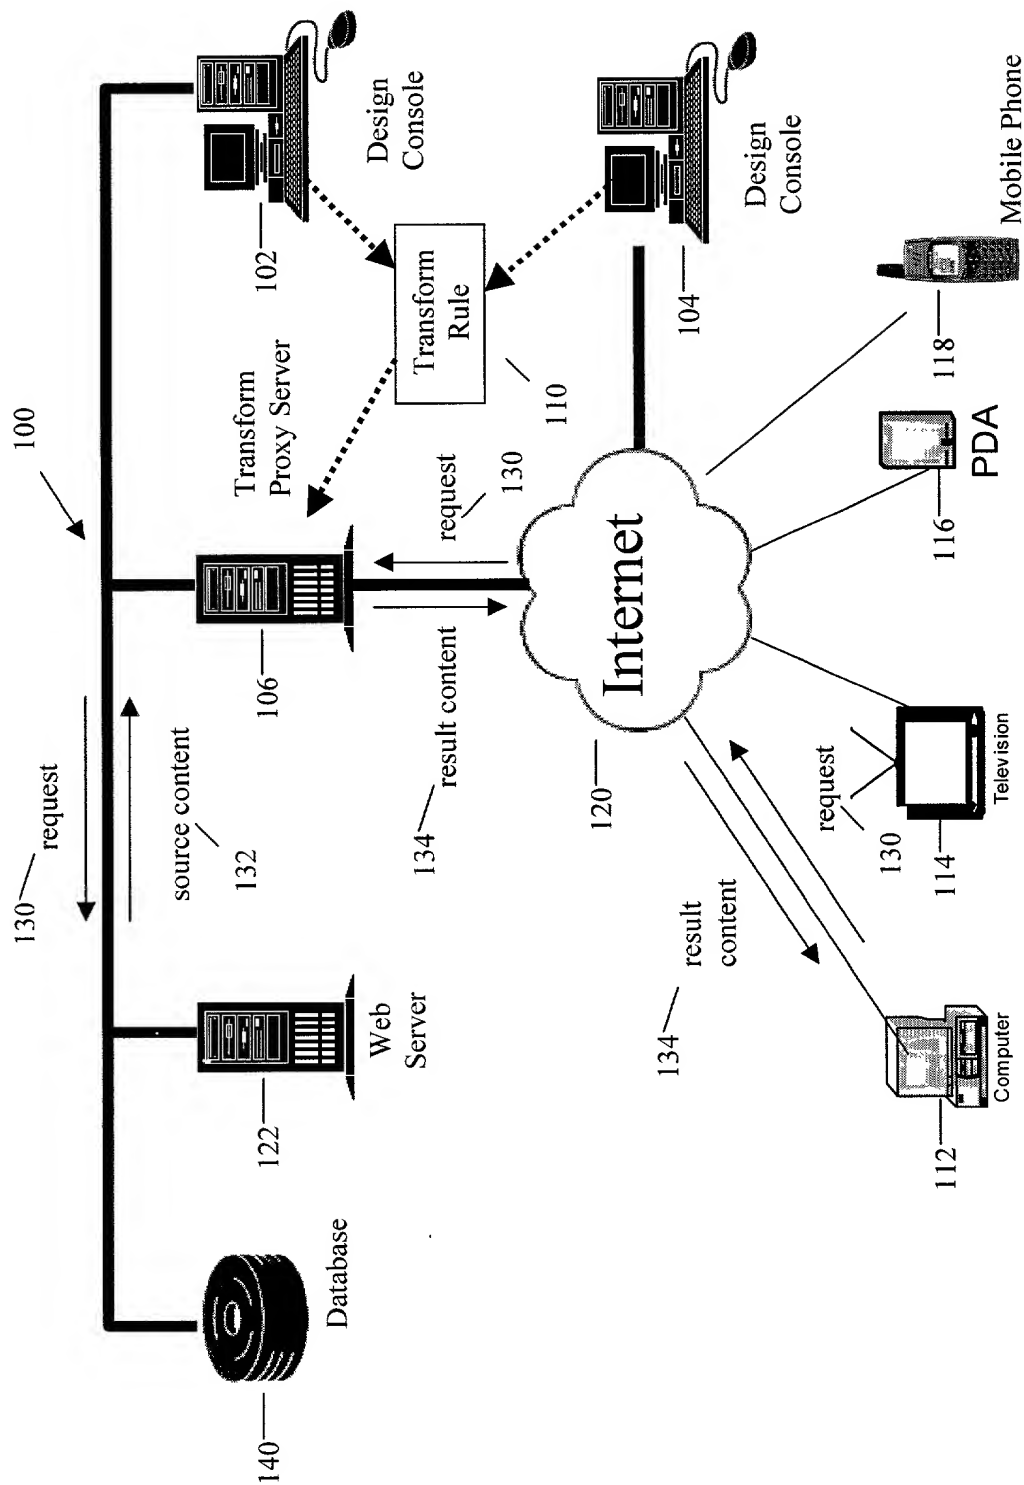 100
130 request
source content
132
Transform
Proxy Server
140
122
106
102
Database
Web
Server
Design
Console
Transform
Rule
134 result content
request
130
110
120
Internet
134
result
content
104
Design
Console
request
130
112
114
116
118
Computer
Television
PDA
Mobile Phone